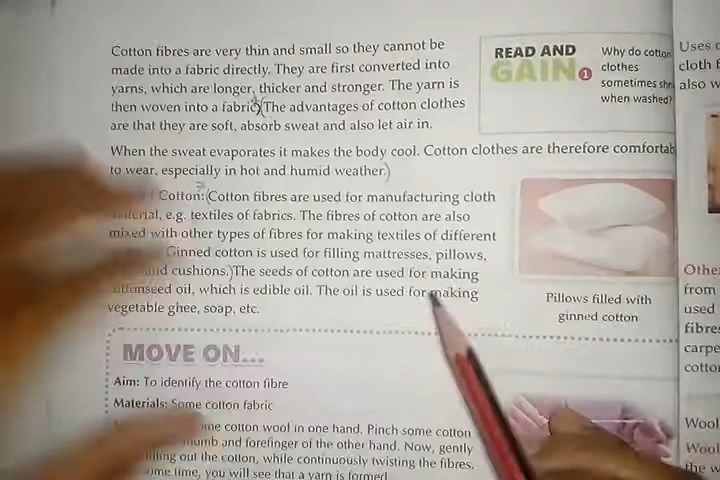 Cotton fibres are very thin and small so they cannot be
made into a fabric directly. They are first converted into
yarns, which are longer, thicker and stronger. The yarn is
then woven into a fabric. The advantages of cotton clothes
are that they are soft, absorb sweat and also let air in.
When the sweat evaporates it makes the body cool. Cotton clothes are therefore comfortab
to wear, especially in hot and humid weather.)
Cotton: (Cotton fibres are used for manufacturing cloth
material, e.g. textiles of fabrics. The fibres of cotton are also
mixed with other types of fibres for making textiles of different
Ginned cotton is used for filling mattresses, pillows,
and cushions.) The seeds of cotton are used for making
cottonseed oil, which is edible oil. The oil is used for making
vegetable ghee, soap, etc.
READ AND
GAIN 1
Why do cotton
clothes
sometimes shr
when washed?
Pillows filled with
ginned cotton
MOVE ON...
Aim: To identify the cotton fibre
Materials: Some cotton fabric
some cotton wool in one hand. Pinch some cotton
thumb and forefinger of the other hand. Now, gently
out the cotton, while continuously twisting the fibres.
some time, you will see that a yarn is formed
Uses
cloth f
also w
Othe
from
used
fibre
carpe
cotto
Wool
Wool
the w